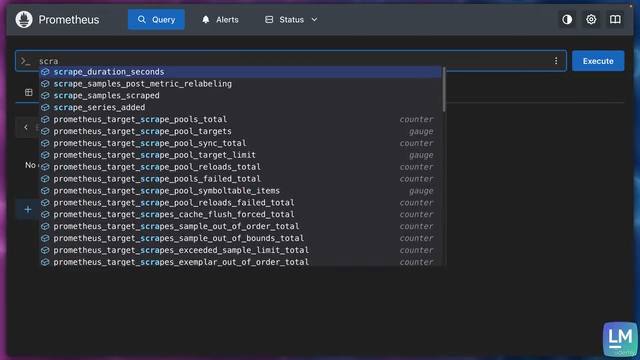 Prometheus Query Alerts Status
>_ scra Execute
scrape_duration_seconds
scrape_samples_post_metric_relabeling
scrape_samples_scraped
scrape_series_added
prometheus_target_scrape_pools_total counter
prometheus_target_scrape_pool_targets gauge
prometheus_target_scrape_pool_sync_total counter
prometheus_target_scrape_pool_target_limit gauge
prometheus_target_scrape_pool_reloads_total counter
prometheus_target_scrape_pools_failed_total counter
prometheus_target_scrape_pool_symboltable_items gauge
prometheus_target_scrape_pool_reloads_failed_total counter
prometheus_target_scrapes_cache_flush_forced_total counter
prometheus_target_scrapes_sample_out_of_order_total counter
prometheus_target_scrapes_sample_out_of_bounds_total counter
prometheus_target_scrapes_exceeded_sample_limit_total counter
prometheus_target_scrapes_exemplar_out_of_order_total counter
No
LM